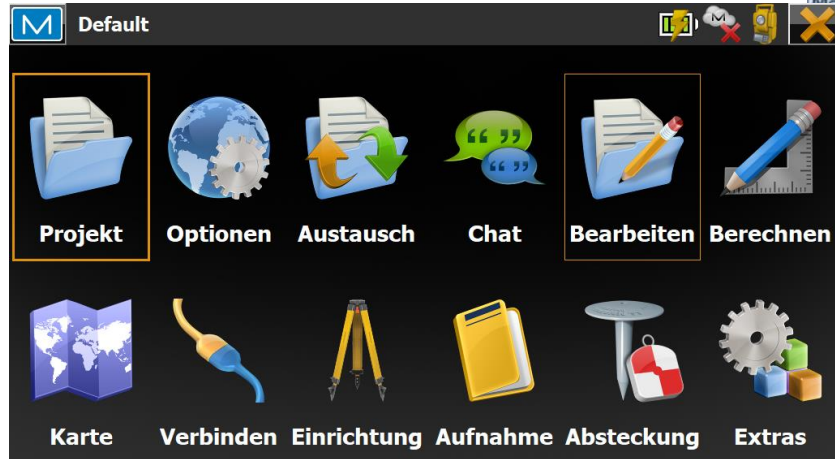 M Default
M
“ ”
“ ”
Projekt Optionen Austausch Chat Bearbeiten Berechnen
Karte Verbinden Einrichtung Aufnahme Absteckung Extras